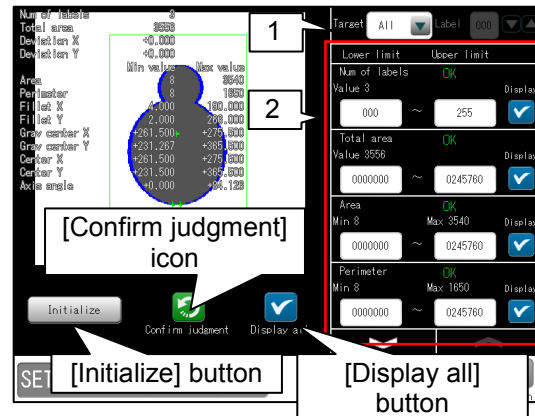 Num of labels 3
Total area 3556
Deviation X +0.000
Deviation Y +0.000
Min value Max value
Area 8 3540
Perimeter 8 1650
Fillet X 4.000 190.000
Fillet Y 2.000 266.000
Grav center X +261.500 +275.500
Grav center Y +231.267 +365.500
Center X +261.500 +275.500
Center Y +231.500 +365.500
Axis angle +0.000
[Confirm judgment]
icon
Initialize
Confirm judgment
Display all
[Initialize] button
[Display all]
button
SET
1
Target All Label 000
2
Lower limit Upper limit
Num of labels OK
Value 3 Display
000 ~ 255
Total area OK
Value 3556 Display
0000000 ~ 0245760
Area OK
Min 8 Max 3540 Display
0000000 ~ 0245760
Perimeter OK
Min 8 Max 1650 Display
0000000 ~ 0245760